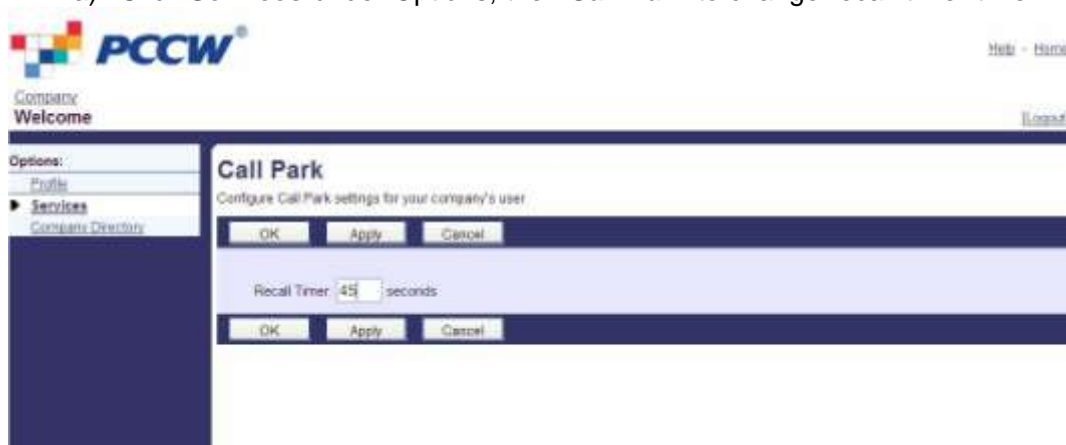 PCCW®
Help - Home
Company
Welcome
[Logout
Options:
Profile
Services
Company Directory
Call Park
Configure Call Park settings for your company's user
OK Apply Cancel
Recall Timer 45 seconds
OK Apply Cancel